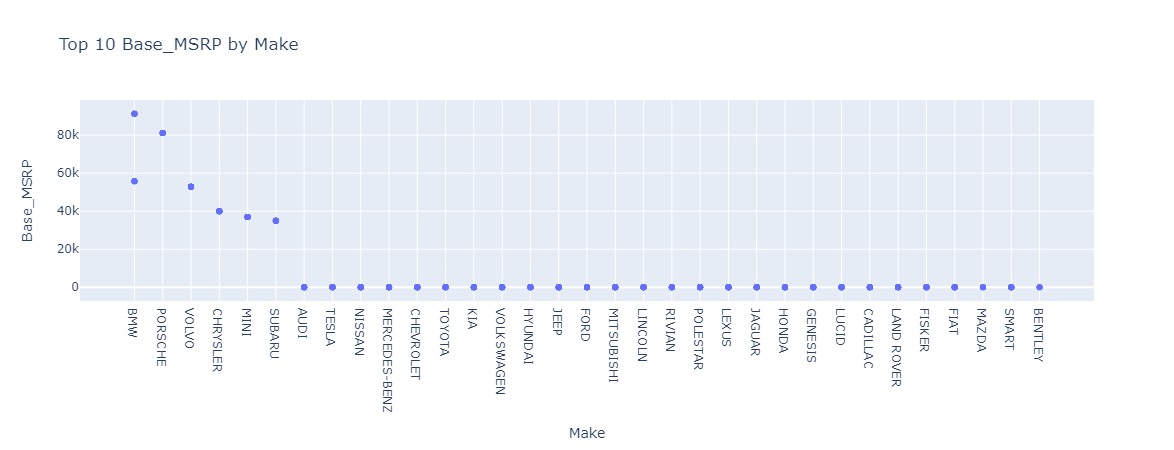 Top 10 Base_MSRP by Make
Base_MSRP
80k
60k
40k
20k
0
BMW
PORSCHE
VOLVO
CHRYSLER
MINI
SUBARU
AUDI
TESLA
NISSAN
MERCEDES-BENZ
CHEVROLET
TOYOTA
KIA
VOLKSWAGEN
HYUNDAI
JEEP
FORD
MITSUBISHI
LINCOLN
RIVIAN
POLESTAR
LEXUS
JAGUAR
HONDA
GENESIS
LUCID
CADILLAC
LAND ROVER
FISKER
FIAT
MAZDA
SMART
BENTLEY
Make